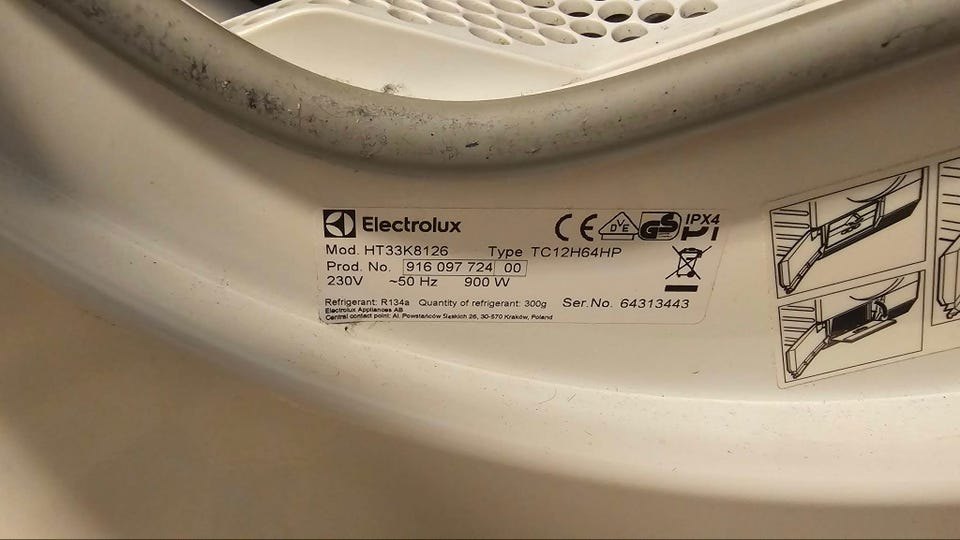 Electrolux
CE DVE GS IPX4
Mod. HT33K8126 Type TC12H64HP
Prod. No. 916 097 724 00
230V ~50 Hz 900 W
Refrigerant: R134a Quantity of refrigerant: 300g Ser.No. 64313443
Electrolux Appliances AB
Central contact point: Al. Powstańców Śląskich 26, 30-570 Kraków, Poland